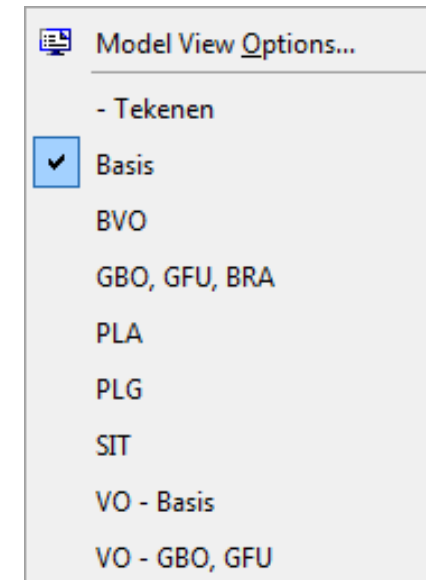 Model View Options...
- Tekenen
Basis
BVO
GBO, GFU, BRA
PLA
PLG
SIT
VO - Basis
VO - GBO, GFU